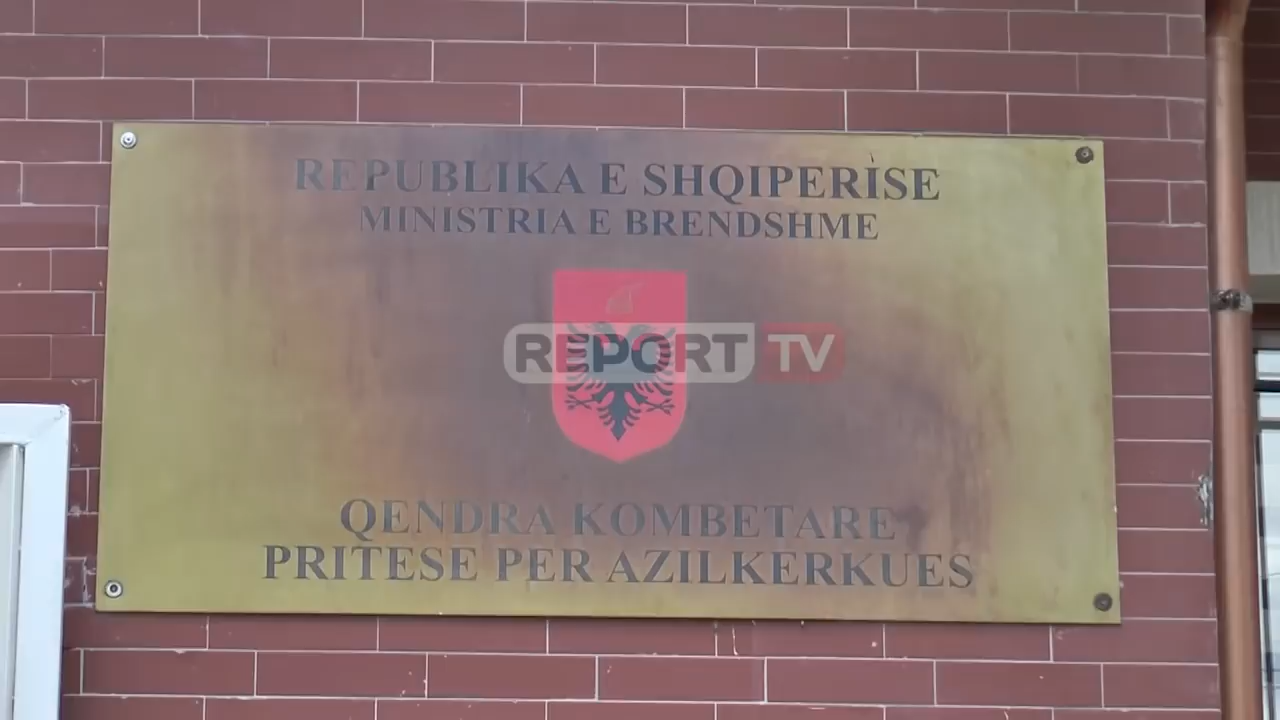 REPUBLIKA E SHQIPERISE
MINISTRIA E BRENDSHME
REPORT TV
QENDRA KOMBETARE
PRITESE PER AZILKERKUES